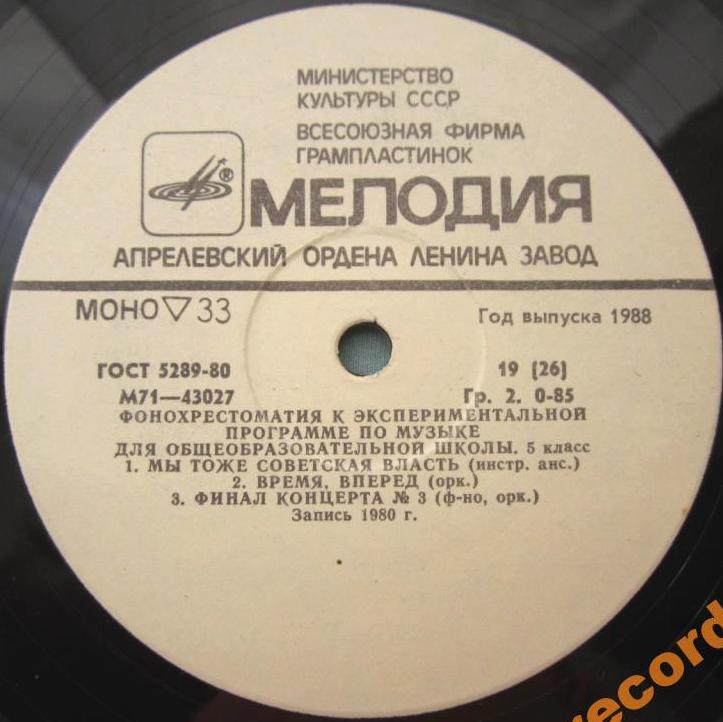 МИНИСТЕРСТВО
КУЛЬТУРЫ СССР
ВСЕСОЮЗНАЯ ФИРМА
ГРАМПЛАСТИНОК
®
МЕЛОДИЯ
АПРЕЛЕВСКИЙ ОРДЕНА ЛЕНИНА ЗАВОД
МОНО ▽ 33
Год выпуска 1988
ГОСТ 5289-80
19 [26]
М71—43027
Гр. 2. 0-85
ФОНОХРЕСТОМАТИЯ К ЭКСПЕРИМЕНТАЛЬНОЙ
ПРОГРАММЕ ПО МУЗЫКЕ
ДЛЯ ОБЩЕОБРАЗОВАТЕЛЬНОЙ ШКОЛЫ. 5 класс
1. МЫ ТОЖЕ СОВЕТСКАЯ ВЛАСТЬ (инстр. анс.)
2. ВРЕМЯ, ВПЕРЕД (орк.)
3. ФИНАЛ КОНЦЕРТА № 3 (ф-но, орк.)
Запись 1980 г.
record